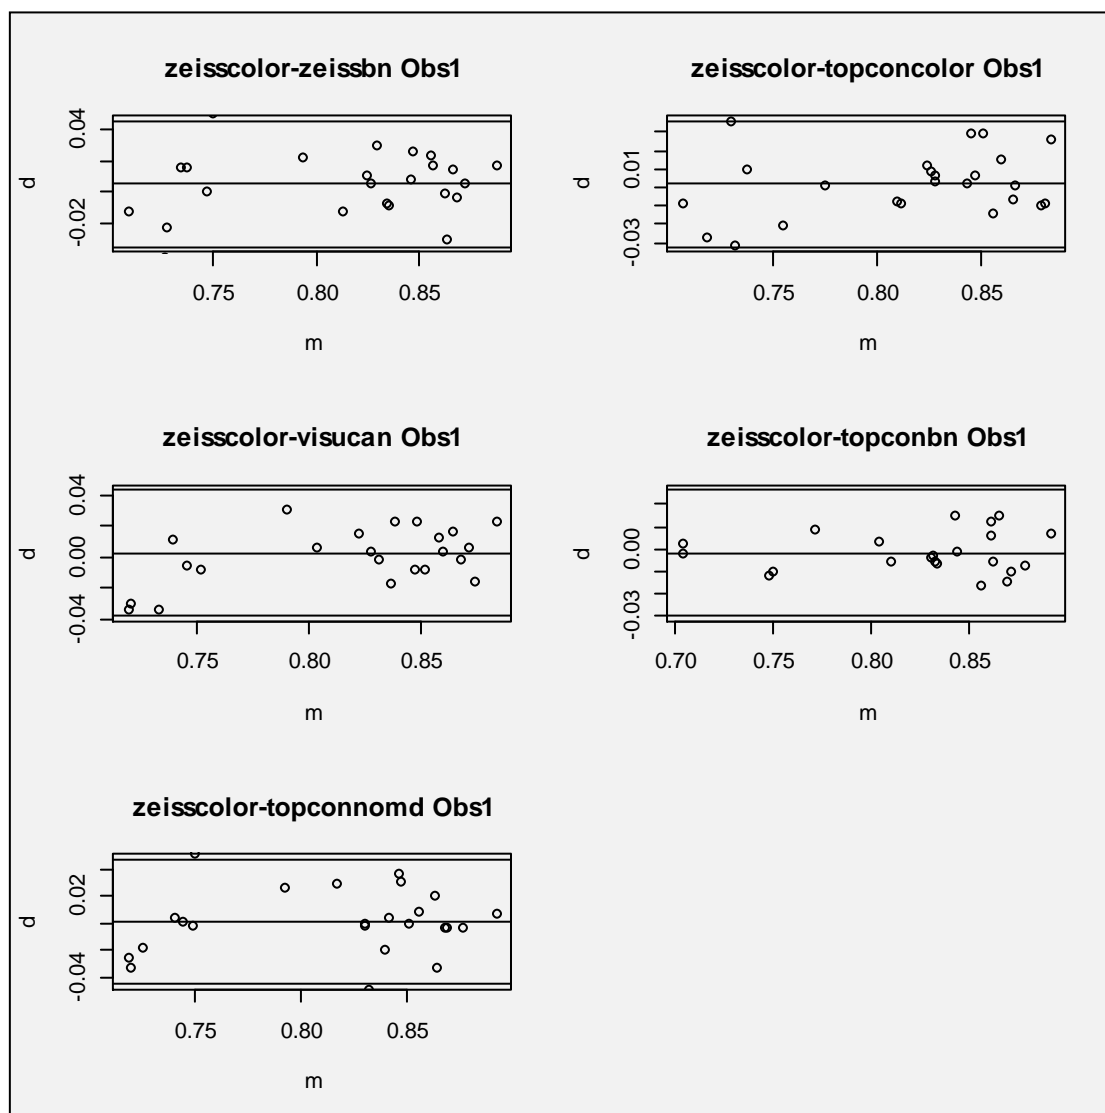 zeisscolor-zeissbn Obs1
d
0.04
-0.02
0.75 0.80 0.85
m
zeisscolor-topconcolor Obs1
d
0.01
-0.03
0.75 0.80 0.85
m
zeisscolor-visucan Obs1
d
0.04
0.00
-0.04
0.75 0.80 0.85
m
zeisscolor-topconbn Obs1
d
0.00
-0.03
0.70 0.75 0.80 0.85
m
zeisscolor-topconnomd Obs1
d
0.02
-0.04
0.75 0.80 0.85
m